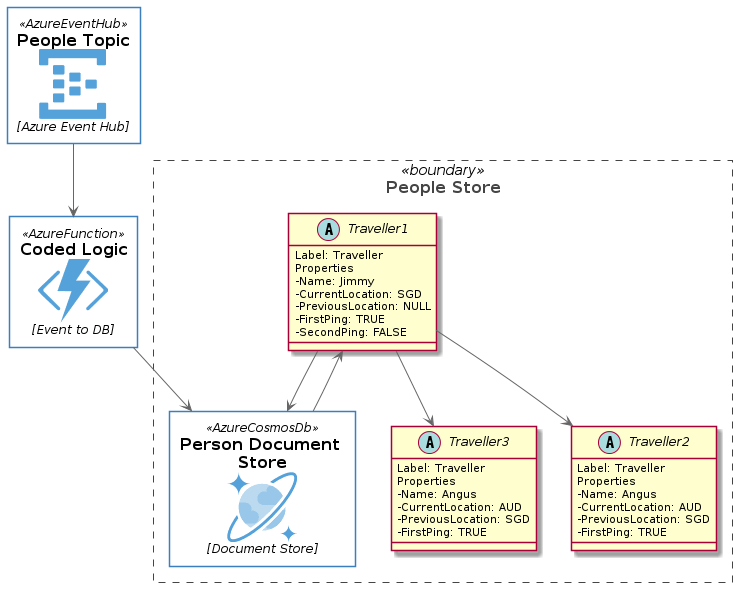 «AzureEventHub»
People Topic
[Azure Event Hub]
«boundary»
People Store
«AzureFunction»
Coded Logic
[Event to DB]
A Traveller1
Label: Traveller
Properties
-Name: Jimmy
-CurrentLocation: SGD
-PreviousLocation: NULL
-FirstPing: TRUE
-SecondPing: FALSE
«AzureCosmosDb»
Person Document
Store
[Document Store]
A Traveller3
Label: Traveller
Properties
-Name: Angus
-CurrentLocation: AUD
-PreviousLocation: SGD
-FirstPing: TRUE
A Traveller2
Label: Traveller
Properties
-Name: Angus
-CurrentLocation: AUD
-PreviousLocation: SGD
-FirstPing: TRUE